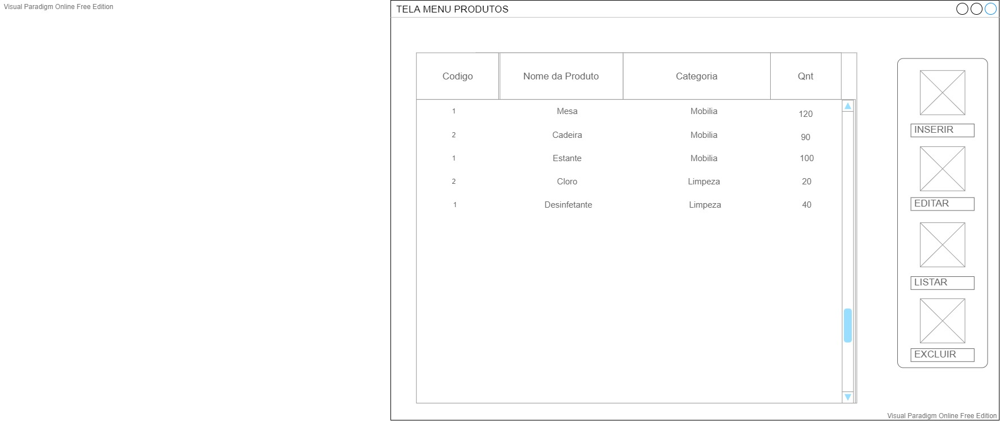 Visual Paradigm Online Free Edition
TELA MENU PRODUTOS
Codigo Nome da Produto Categoria Qnt
1 Mesa Mobilia 120
2 Cadeira Mobilia 90
1 Estante Mobilia 100
2 Cloro Limpeza 20
1 Desinfetante Limpeza 40
INSERIR
EDITAR
LISTAR
EXCLUIR
Visual Paradigm Online Free Edition